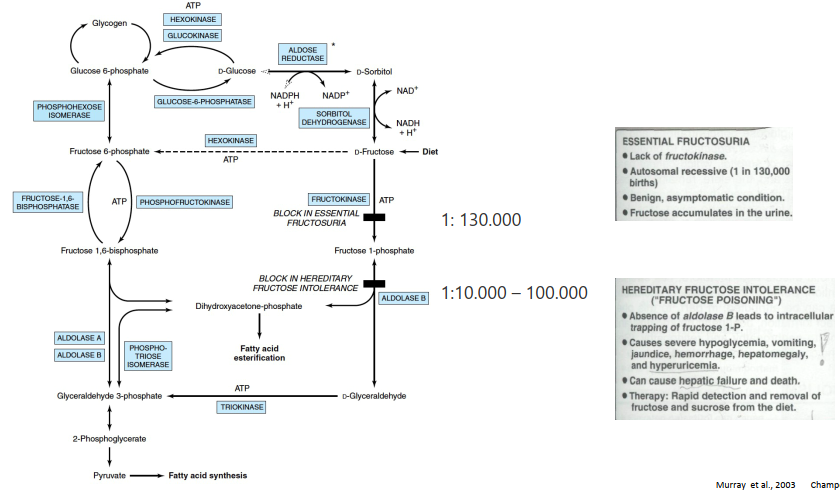 ATP
HEXOKINASE
GLUCOKINASE
Glycogen
ALDOSE
REDUCTASE
*
Glucose 6-phosphate
D-Glucose
D-Sorbitol
NADPH
+ H+
NADP+
NAD+
GLUCOSE-6-PHOSPHATASE
PHOSPHOHEXOSE
ISOMERASE
SORBITOL
DEHYDROGENASE
NADH
+ H+
HEXOKINASE
Fructose 6-phosphate
ATP
D-Fructose
Diet
FRUCTOSE-1,6-
BISPHOSPHATASE
ATP
PHOSPHOFRUCTOKINASE
FRUCTOKINASE
ATP
BLOCK IN ESSENTIAL
FRUCTOSURIA
1: 130.000
Fructose 1,6-bisphosphate
Fructose 1-phosphate
BLOCK IN HEREDITARY
FRUCTOSE INTOLERANCE
ALDOLASE B
1:10.000 – 100.000
Dihydroxyacetone-phosphate
Fatty acid
esterification
ALDOLASE A
ALDOLASE B
PHOSPHO-
TRIOSE
ISOMERASE
ATP
Glyceraldehyde 3-phosphate
D-Glyceraldehyde
TRIOKINASE
2-Phosphoglycerate
Pyruvate
Fatty acid synthesis
ESSENTIAL FRUCTOSURIA
• Lack of fructokinase.
• Autosomal recessive (1 in 130,000
births)
• Benign, asymptomatic condition.
• Fructose accumulates in the urine.
HEREDITARY FRUCTOSE INTOLERANCE
("FRUCTOSE POISONING")
• Absence of aldolase B leads to intracellular
trapping of fructose 1-P.
• Causes severe hypoglycemia, vomiting,
jaundice, hemorrhage, hepatomegaly,
and hyperuricemia. !
• Can cause hepatic failure and death.
• Therapy: Rapid detection and removal of
fructose and sucrose from the diet.
Murray et al., 2003 Champ